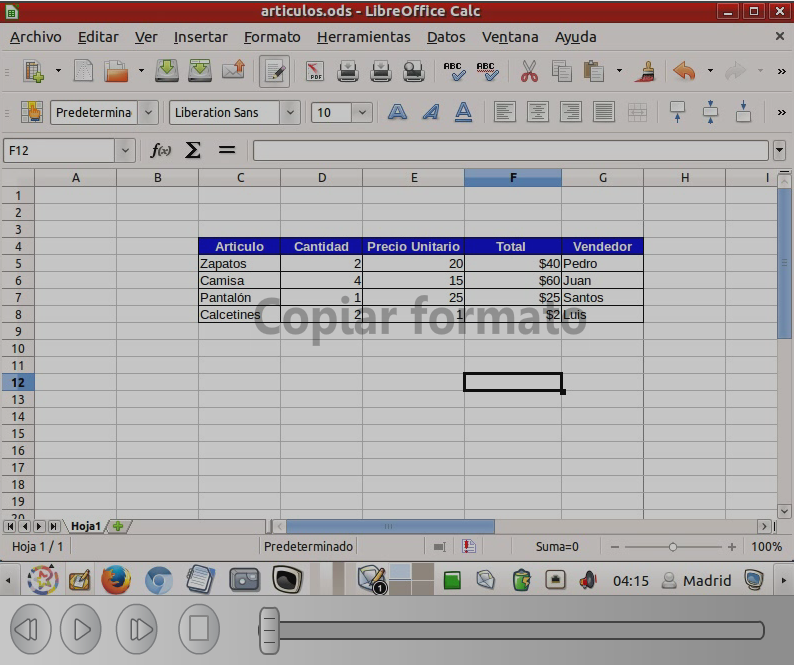 articulos.ods - LibreOffice Calc
Archivo Editar Ver Insertar Formato Herramientas Datos Ventana Ayuda
PDF ABC ABC
Predetermina Liberation Sans 10
F12 f(x) Σ =
A B C D E F G H I
1
2
3
4 Articulo Cantidad Precio Unitario Total Vendedor
5 Zapatos 2 20 $40 Pedro
6 Camisa 4 15 $60 Juan
7 Pantalón 1 25 $25 Santos
8 Calcetines 2 1 $2 Luis
Copiar formato
9
10
11
12
13
14
15
16
17
18
19
20
Hoja1
Hoja 1 / 1 Predeterminado Suma=0 100%
1 04:15 Madrid